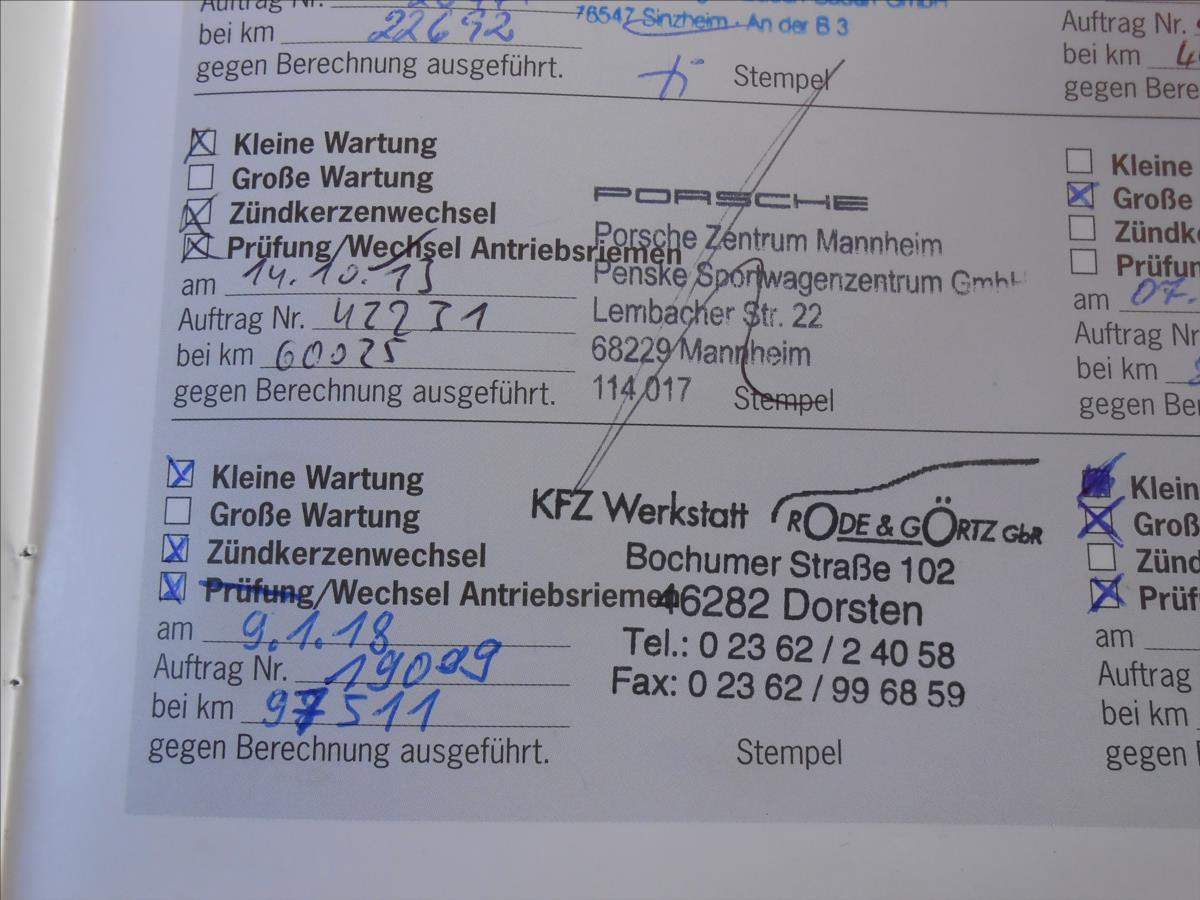 Auftrag Nr.
bei km 22692
76547 Sinzheim · An der B 3
gegen Berechnung ausgeführt.
Stempel
Kleine Wartung
Große Wartung
Zündkerzenwechsel
Prüfung/Wechsel Antriebsriemen
am 14.10.13
Auftrag Nr. 42231
bei km 60025
gegen Berechnung ausgeführt.
PORSCHE
Porsche Zentrum Mannheim
Penske Sportwagenzentrum GmbH
Lembacher Str. 22
68229 Mannheim
114 017
Stempel
Kleine Wartung
Große Wartung
Zündkerzenwechsel
Prüfung/Wechsel Antriebsriemen
am 9.1.18
Auftrag Nr. 19099
bei km 97511
gegen Berechnung ausgeführt.
KFZ Werkstatt RODE & GÖRTZ GbR
Bochumer Straße 102
46282 Dorsten
Tel.: 0 23 62 / 2 40 58
Fax: 0 23 62 / 99 68 59
Stempel
Auftrag Nr.
bei km 4
gegen Bere
Kleine
Große
Zündk
Prüfun
am 07.
Auftrag Nr
bei km
gegen Be
Klein
Groß
Zünd
Prüf
am
Auftrag
bei km
gegen